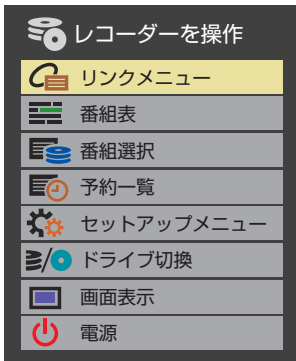 レコーダーを操作
リンクメニュー
番組表
番組選択
予約一覧
セットアップメニュー
ドライブ切換
画面表示
電源